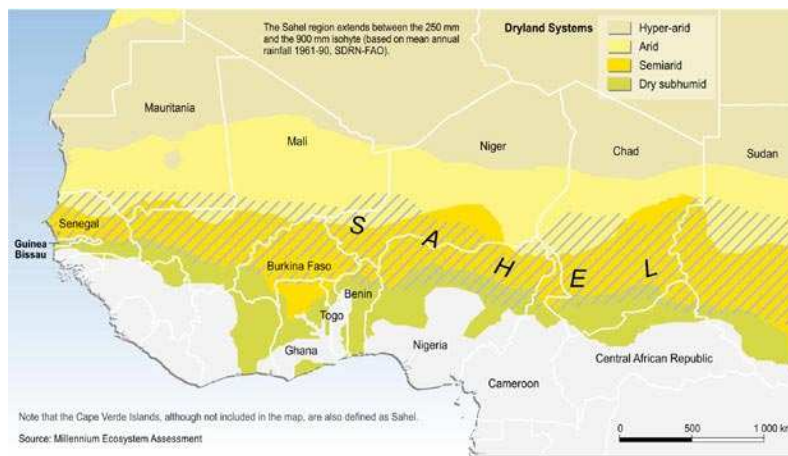 The Sahel region extends between the 250 mm
and the 900 mm isohyte (based on mean annual
rainfall 1961-90, SDRN-FAO).
Dryland Systems
Hyper-arid
Arid
Semiarid
Dry subhumid
Mauritania
Mali
Niger
Chad
Sudan
Senegal
SAHEL
Guinea
Bissau
Burkina Faso
Benin
Togo
Ghana
Nigeria
Central African Republic
Cameroon
Note that the Cape Verde Islands, although not included in the map, are also defined as Sahel.
Source: Millennium Ecosystem Assessment
0 500 1 000 km